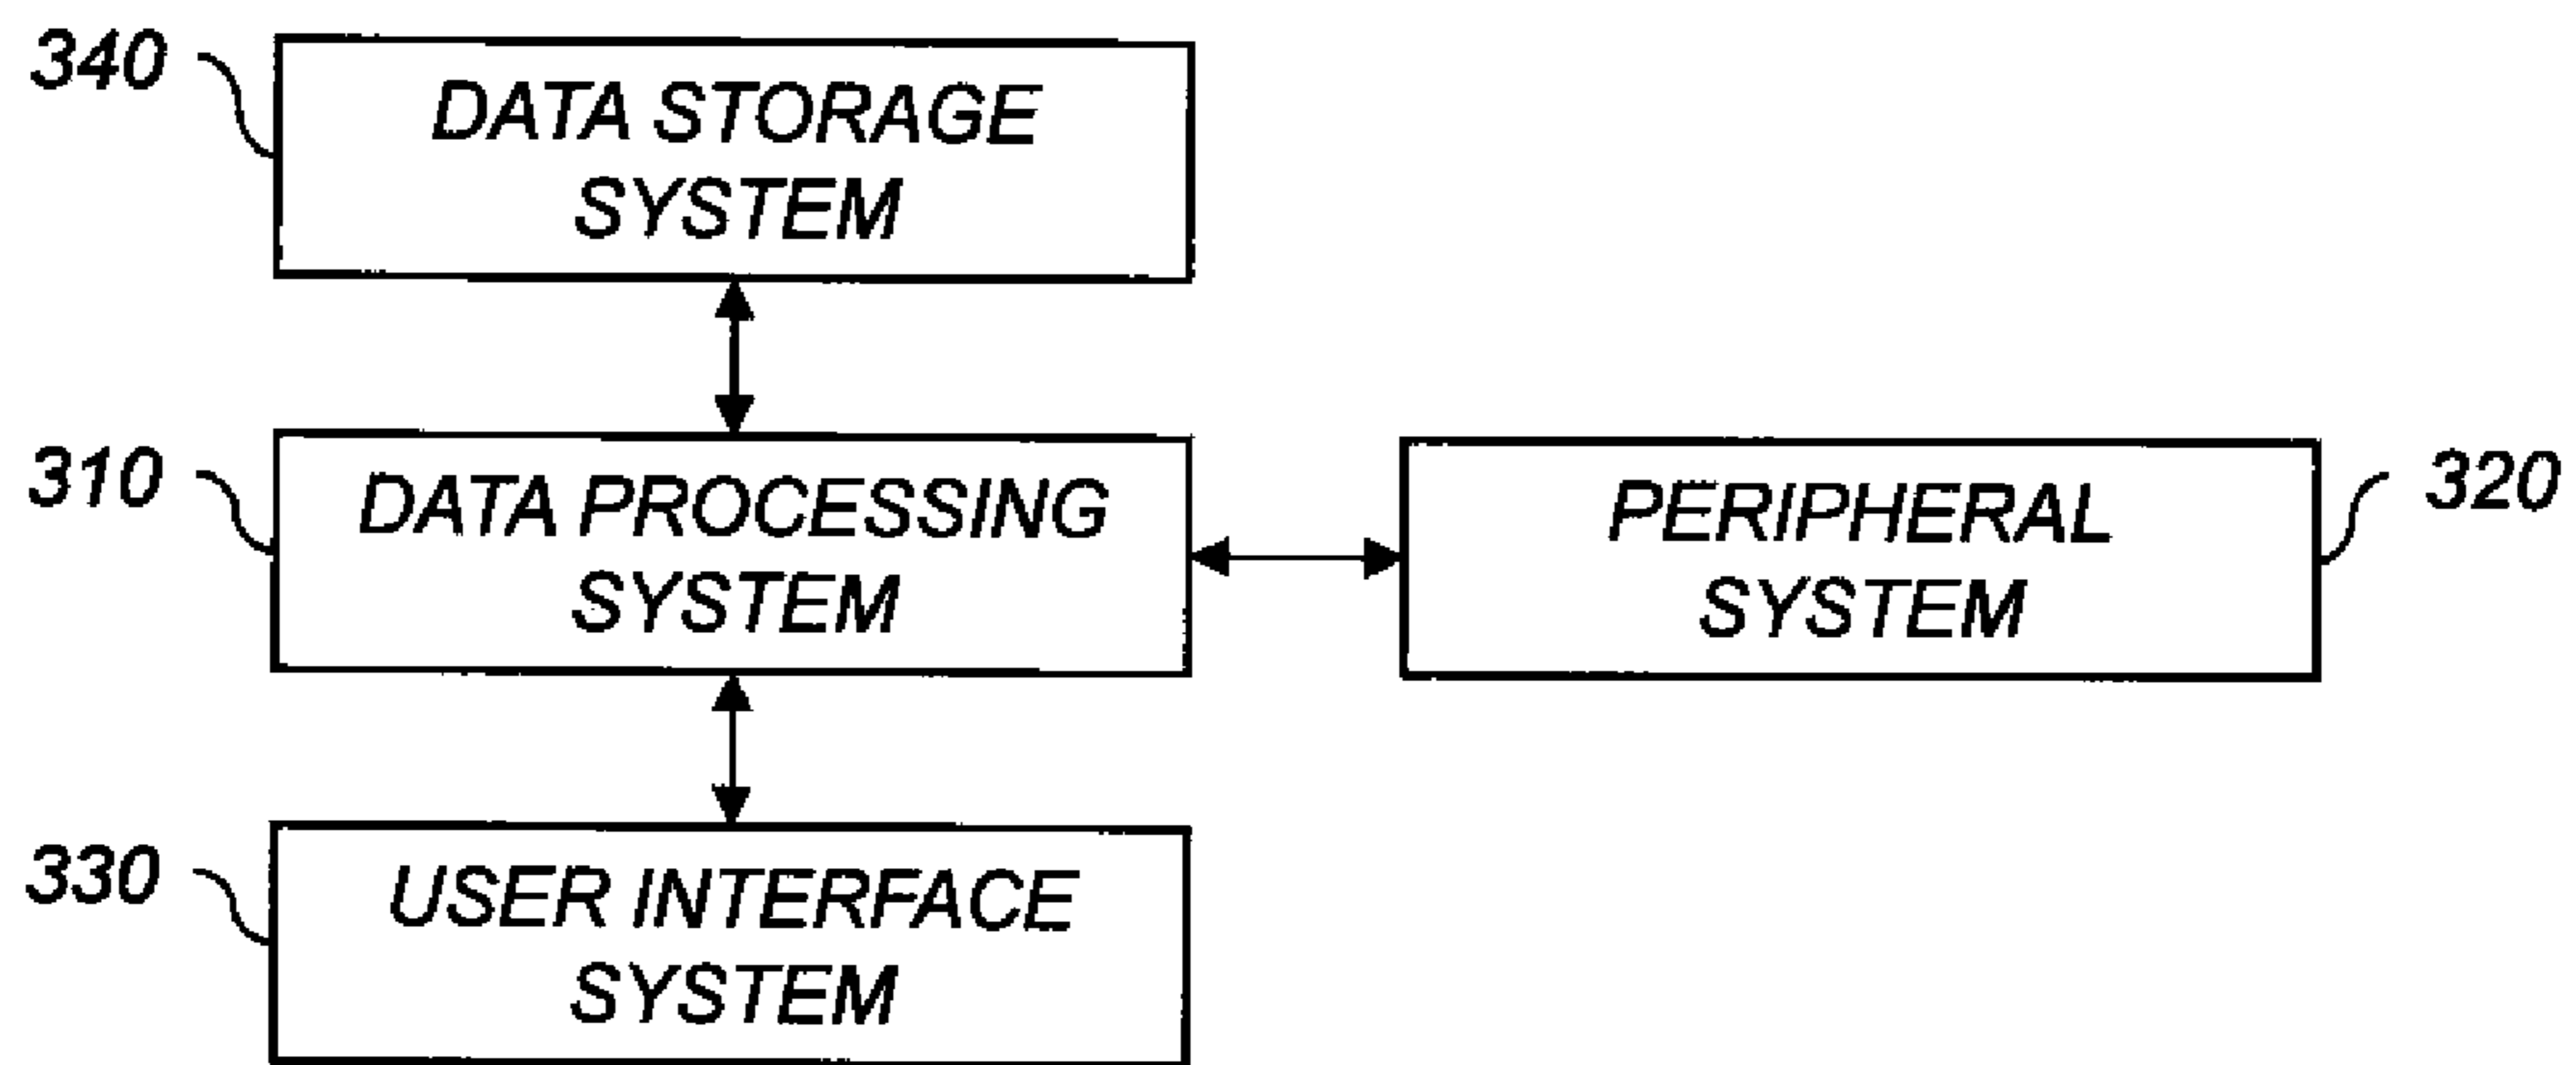 340
DATA STORAGE
SYSTEM
310
DATA PROCESSING
SYSTEM
PERIPHERAL
SYSTEM
320
330
USER INTERFACE
SYSTEM